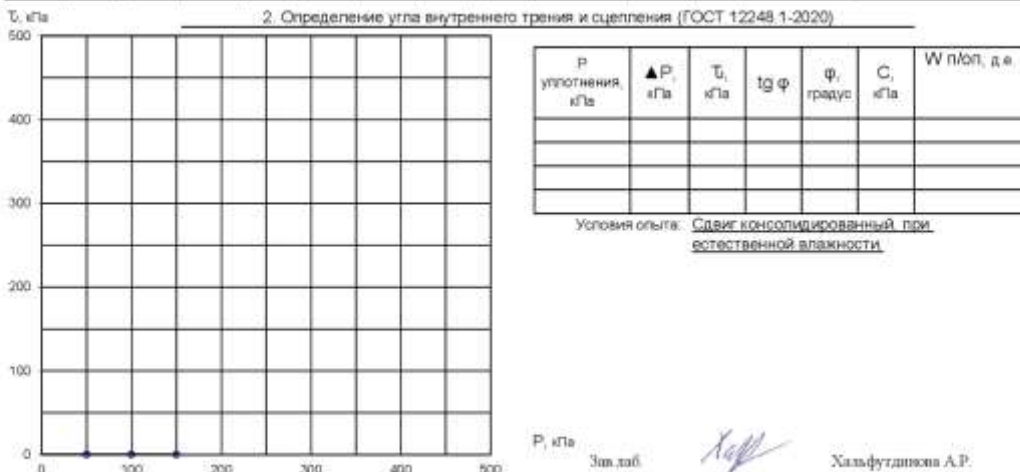 2. Определение угла внутреннего трения и сцепления (ГОСТ 12248.1-2020)
τ, кПа
500
400
300
200
100
0
0 100 200 300 400 500
P, кПа
P уплотнения, кПа ▲P, кПа τ, кПа tg φ φ, градус C, кПа W п/оп, д.е.
Условия опыта: Сдвиг консолидированный, при
естественной влажности
Зав.лаб. Хальфутдинова А.Р.